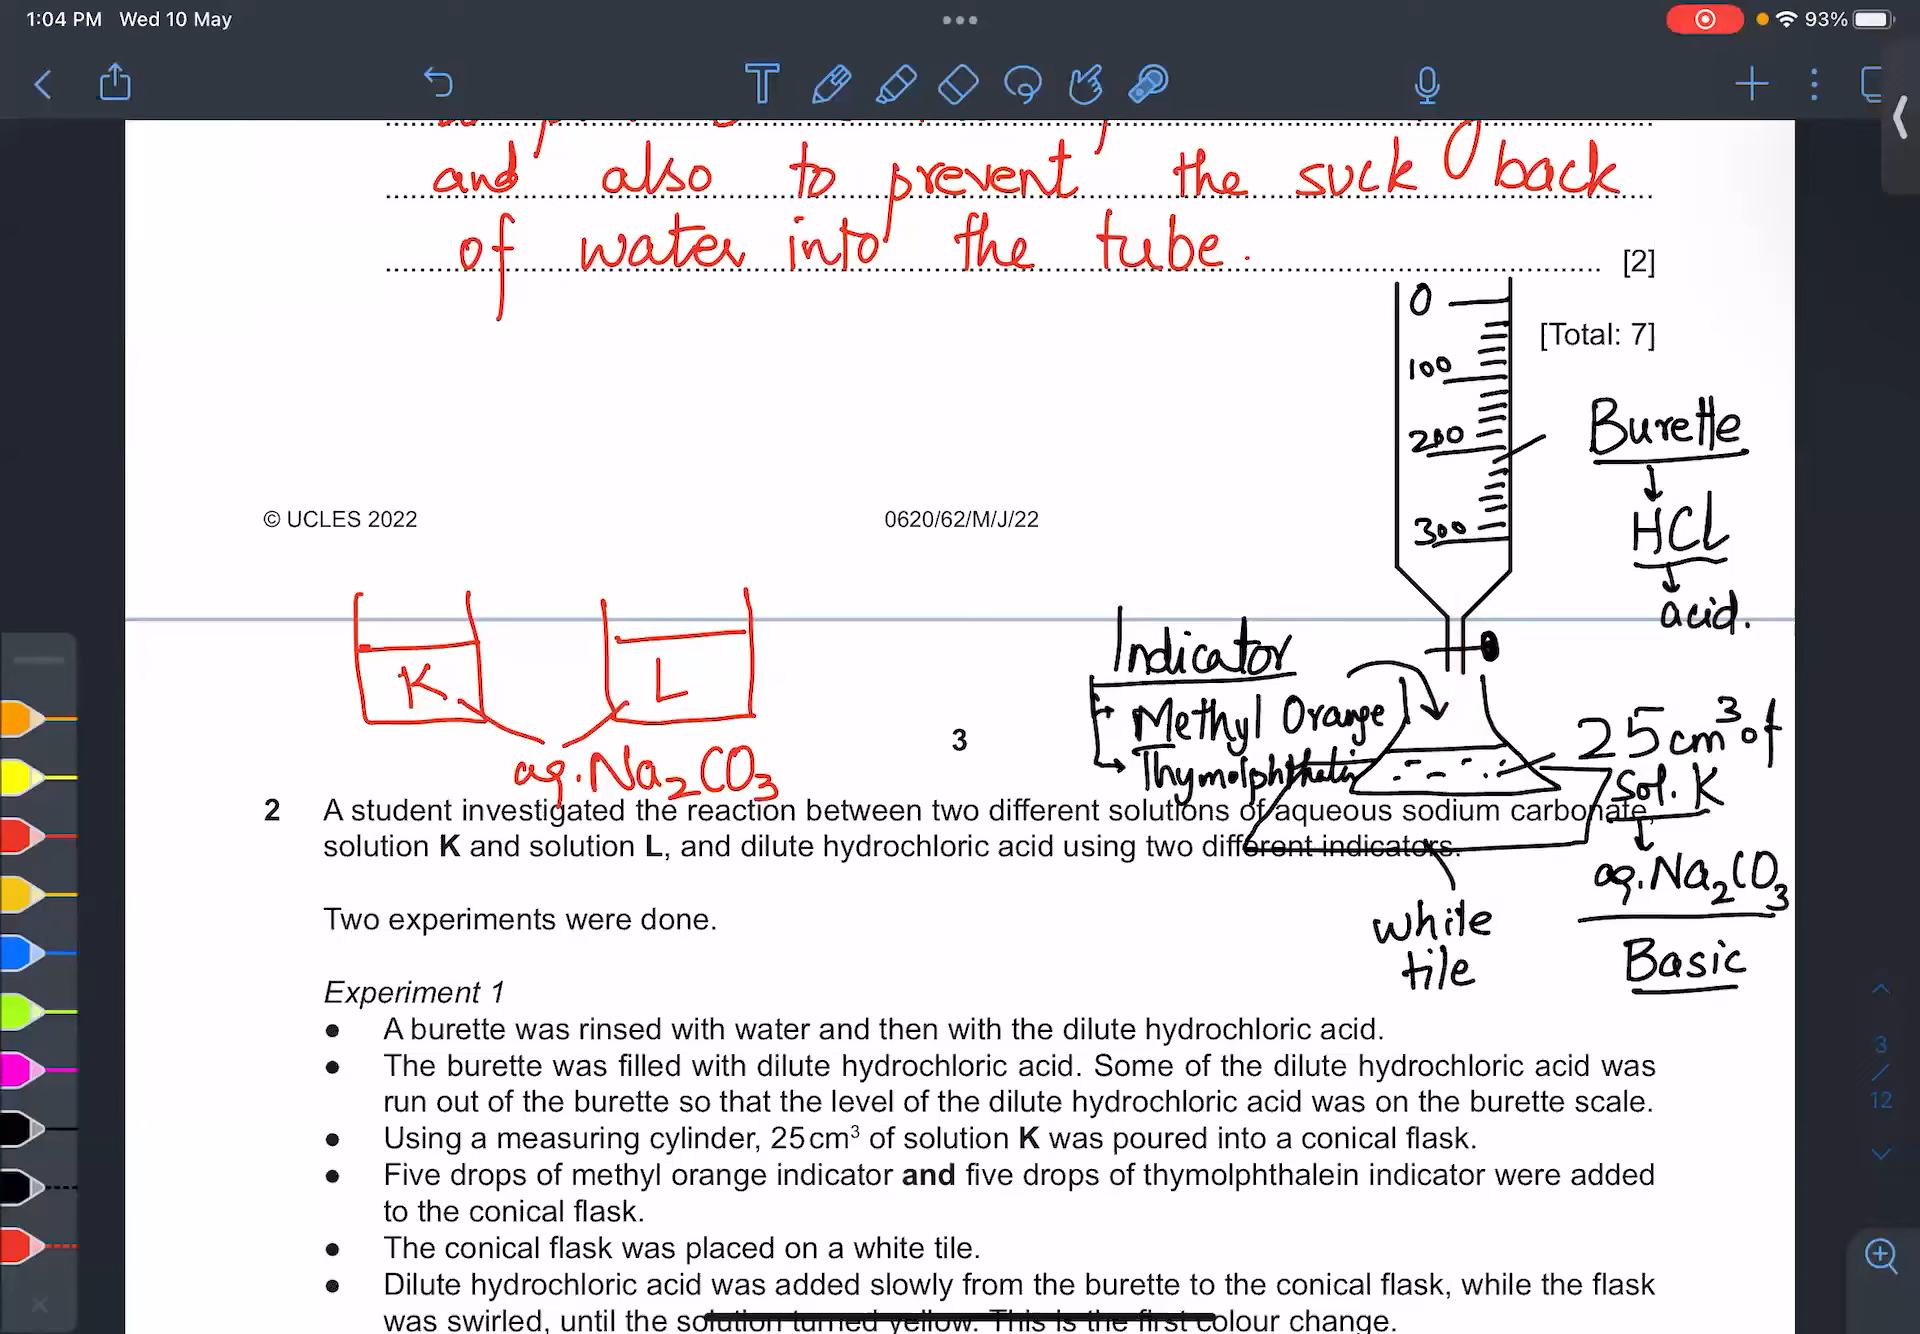 1:04 PM Wed 10 May
93%
and also to prevent the suck back
of water into the tube.
[2]
[Total: 7]
0
100
200
300
Burette
HCl
acid.
© UCLES 2022
0620/62/M/J/22
K
L
aq. Na₂CO₃
Indicator
Methyl Orange
Thymolphthalein
25 cm³ of
sol. K
aq. Na₂CO₃
Basic
white
tile
3
2 A student investigated the reaction between two different solutions of aqueous sodium carbonate,
solution K and solution L, and dilute hydrochloric acid using two different indicators.
Two experiments were done.
Experiment 1
• A burette was rinsed with water and then with the dilute hydrochloric acid.
• The burette was filled with dilute hydrochloric acid. Some of the dilute hydrochloric acid was
run out of the burette so that the level of the dilute hydrochloric acid was on the burette scale.
• Using a measuring cylinder, 25 cm³ of solution K was poured into a conical flask.
• Five drops of methyl orange indicator and five drops of thymolphthalein indicator were added
to the conical flask.
• The conical flask was placed on a white tile.
• Dilute hydrochloric acid was added slowly from the burette to the conical flask, while the flask
was swirled, until the solution turned yellow. This is the first colour change.
3
/
12